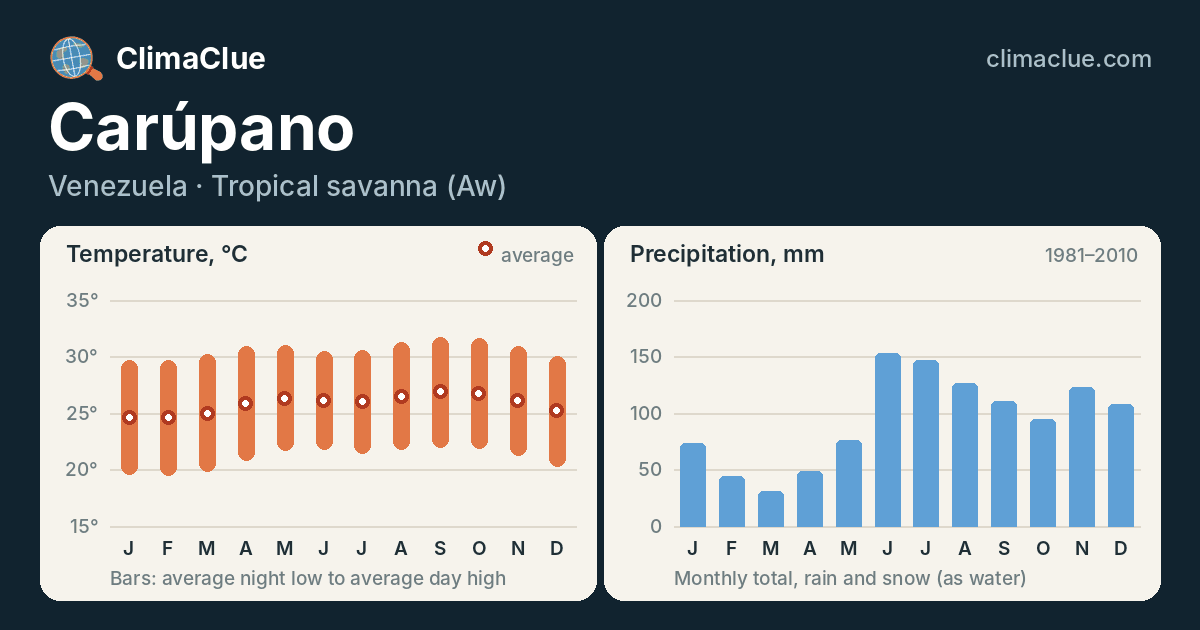 ClimaClue
climaclue.com
Carúpano
Venezuela · Tropical savanna (Aw)
Temperature, °C
average
35°
30°
25°
20°
15°
J F M A M J J A S O N D
Bars: average night low to average day high
Precipitation, mm
1981–2010
200
150
100
50
0
J F M A M J J A S O N D
Monthly total, rain and snow (as water)